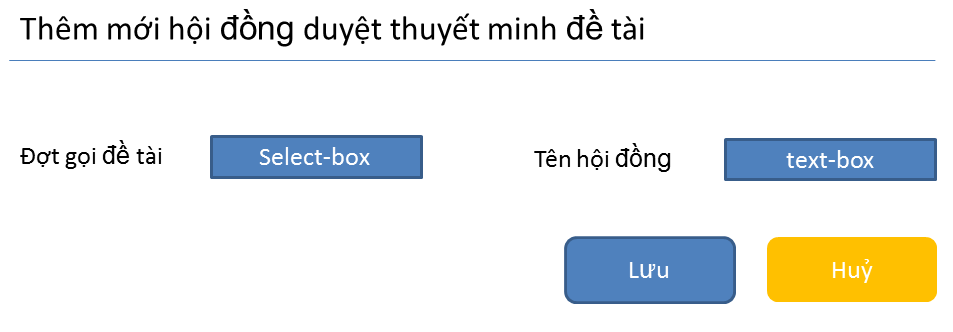 Thêm mới hội đồng duyệt thuyết minh đề tài
Đợt gọi đề tài Select-box Tên hội đồng text-box
Lưu Huỷ